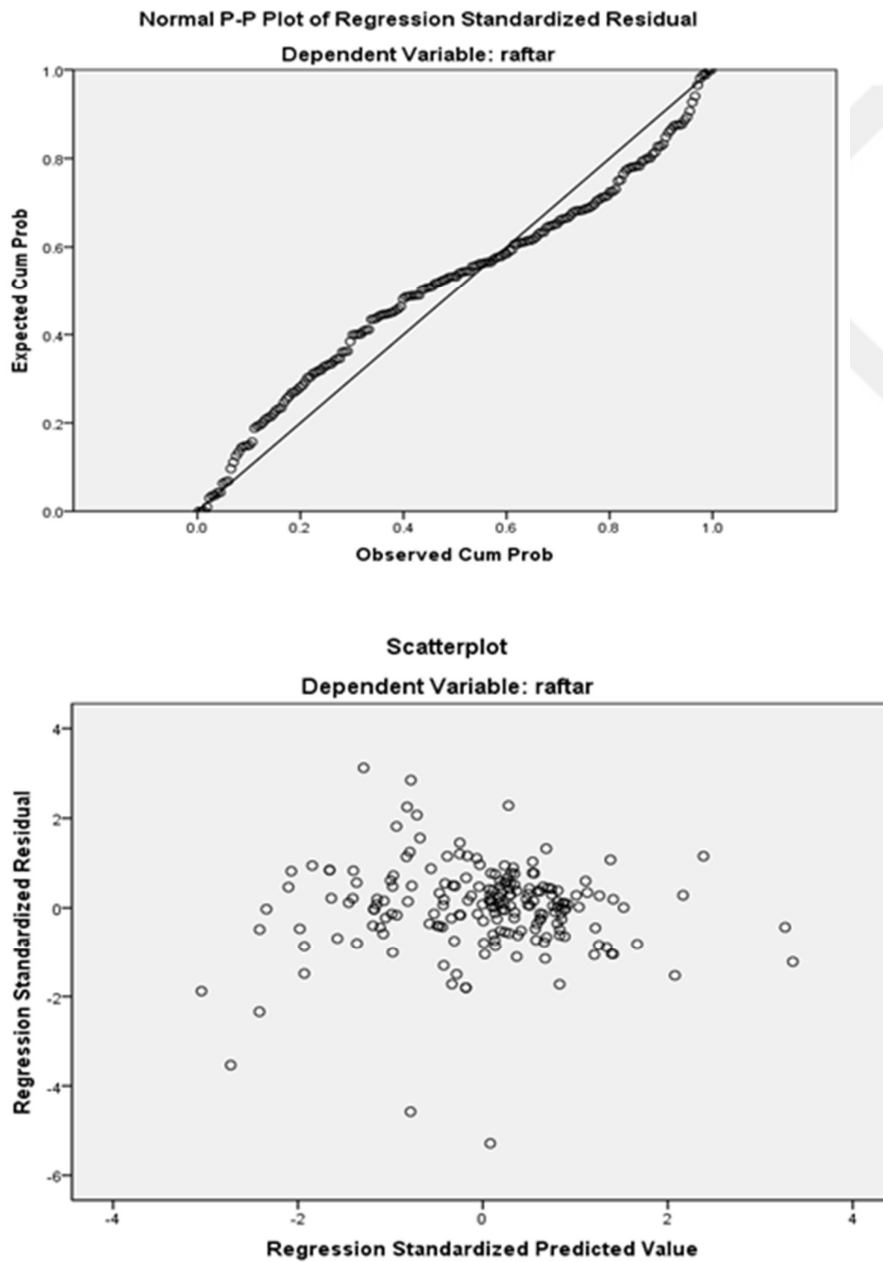 Normal P-P Plot of Regression Standardized Residual
Dependent Variable: raftar
Expected Cum Prob
1.0
0.8
0.6
0.4
0.2
0.0
0.0 0.2 0.4 0.6 0.8 1.0
Observed Cum Prob
Scatterplot
Dependent Variable: raftar
Regression Standardized Residual
4
2
0
-2
-4
-6
-4 -2 0 2 4
Regression Standardized Predicted Value